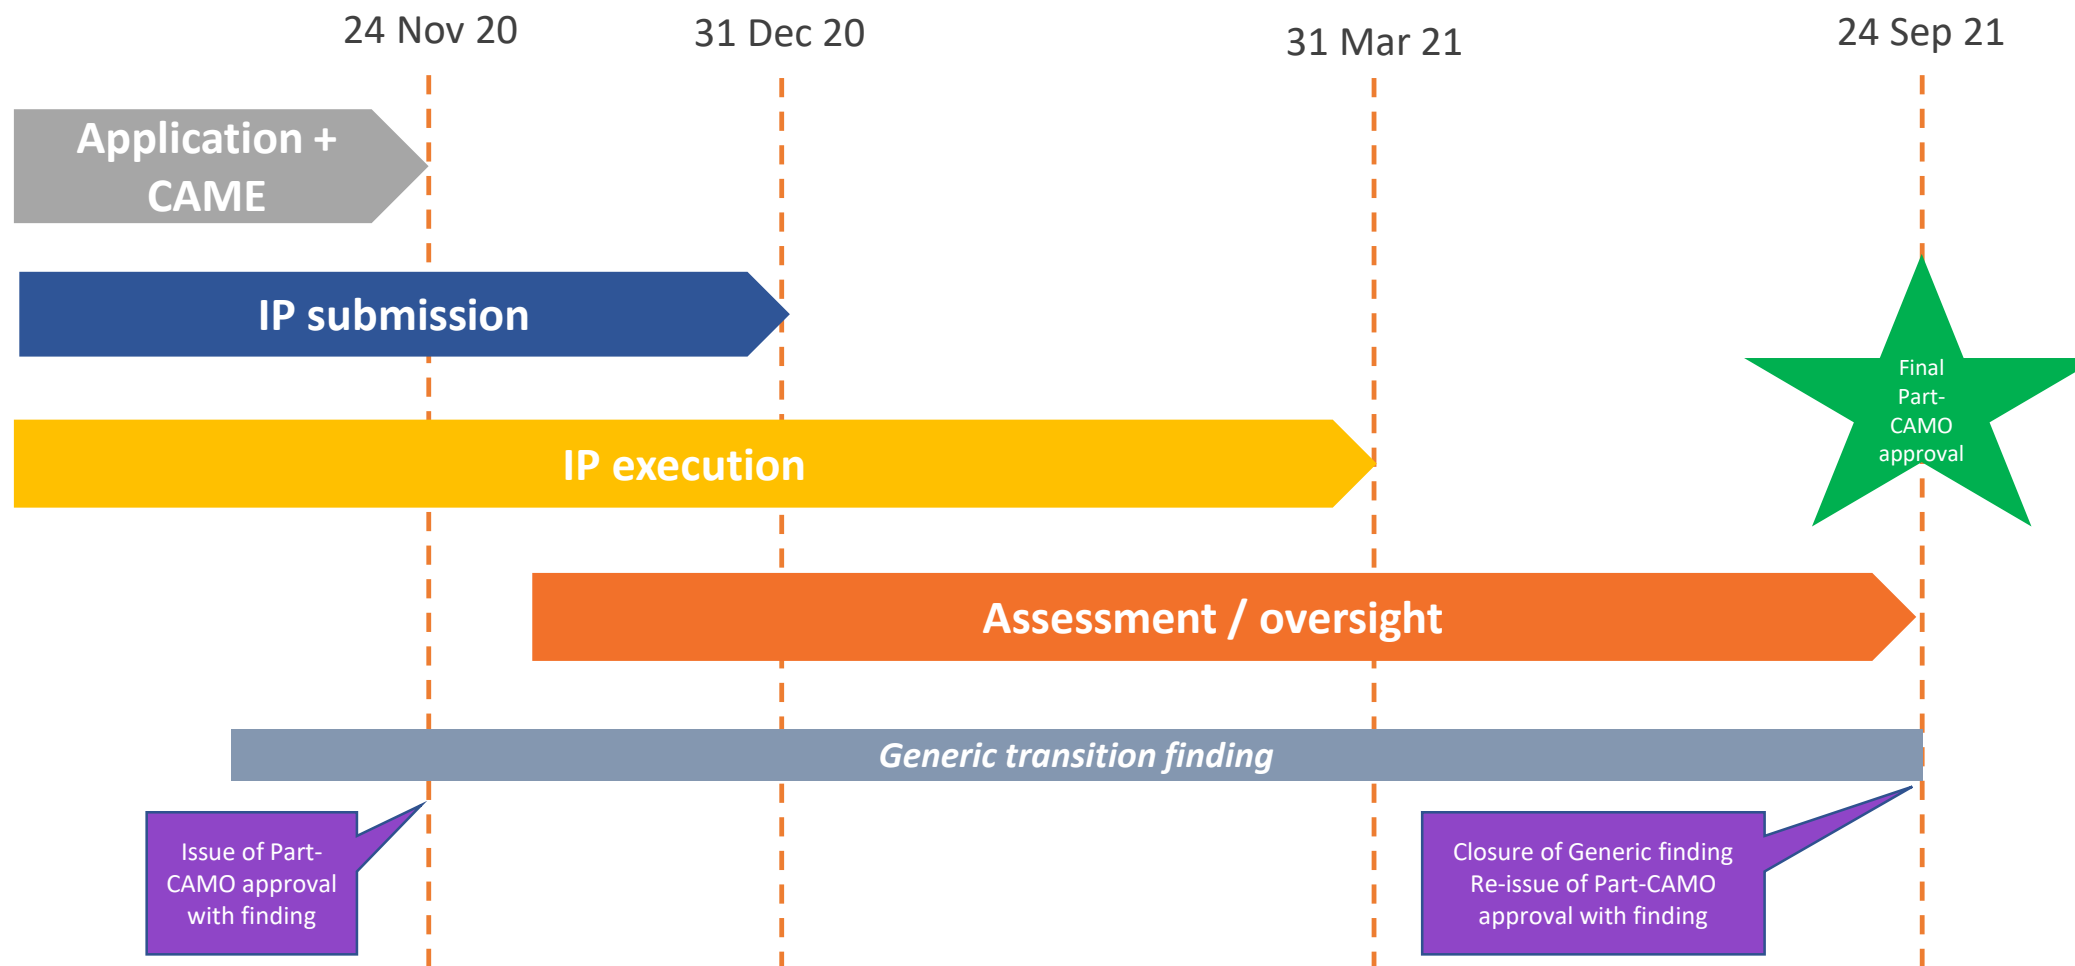 24 Nov 20
31 Dec 20
31 Mar 21
24 Sep 21
Application +
CAME
IP submission
Final
Part-
CAMO
approval
IP execution
Assessment / oversight
Generic transition finding
Issue of Part-
CAMO approval
with finding
Closure of Generic finding
Re-issue of Part-CAMO
approval with finding